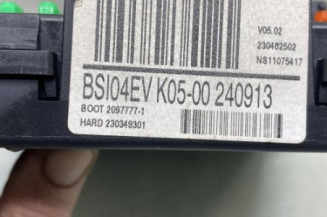 V05.02
230482502
NS11075417
BSI04EV K05-00 240913
BOOT 2097777-1
HARD 230349301